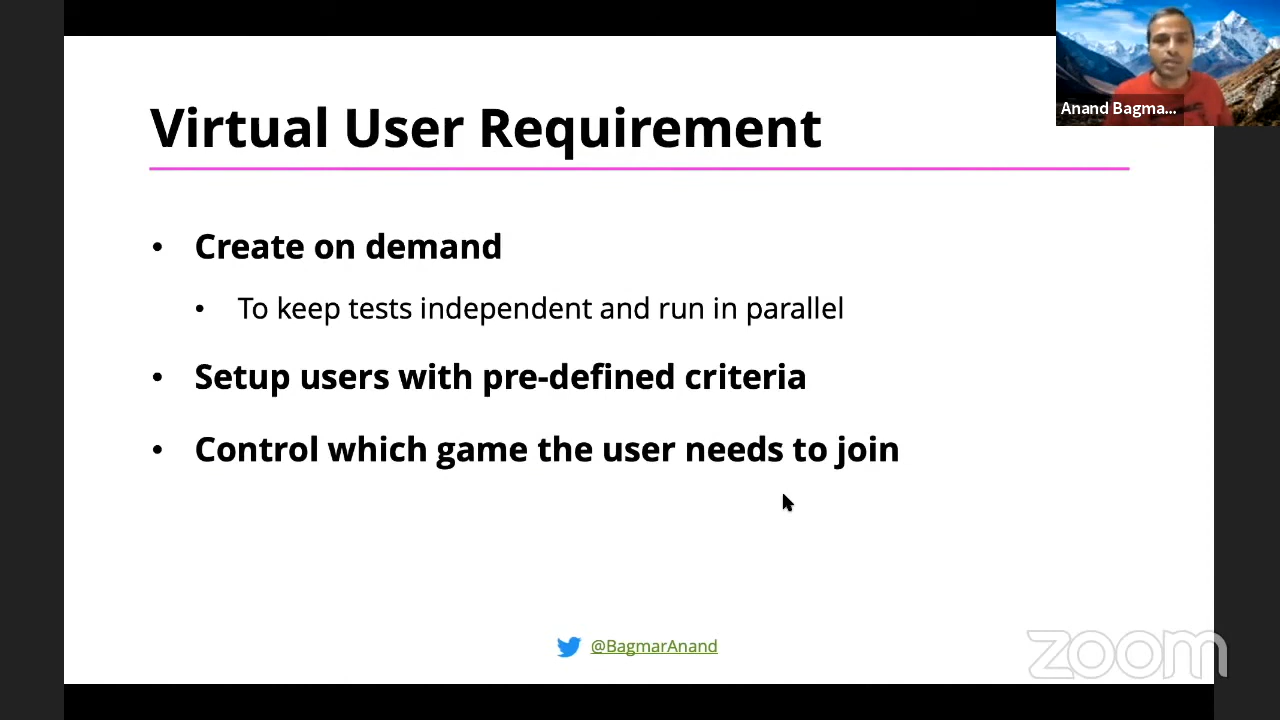 Virtual User Requirement
Anand Bagma...
• Create on demand
• To keep tests independent and run in parallel
• Setup users with pre-defined criteria
• Control which game the user needs to join
@BagmarAnand
zoom